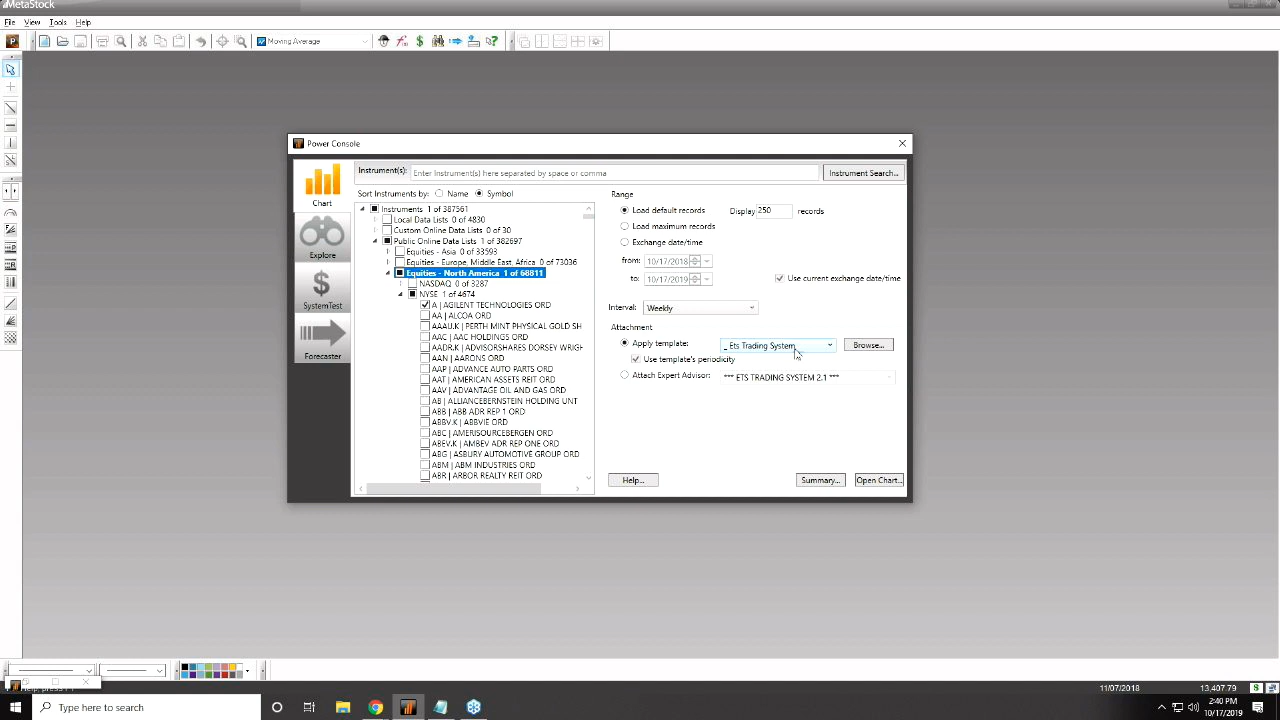 MetaStock
File View Tools Help
P
Moving Average
Power Console
Chart
Explore
SystemTest
Forecaster
Instrument(s): Enter Instrument(s) here separated by space or comma Instrument Search...
Sort Instruments by: Name Symbol
Instruments 1 of 387561
Local Data Lists 0 of 4830
Custom Online Data Lists 0 of 30
Public Online Data Lists 1 of 382697
Equities - Asia 0 of 33593
Equities - Europe, Middle East, Africa 0 of 73036
Equities - North America 1 of 68811
NASDAQ 0 of 3287
NYSE 1 of 4674
A | AGILENT TECHNOLOGIES ORD
AA | ALCOA ORD
AAAU.K | PERTH MINT PHYSICAL GOLD SH
AAC | AAC HOLDINGS ORD
AADR.K | ADVISORSHARES DORSEY WRIGH
AAN | AARONS ORD
AAP | ADVANCE AUTO PARTS ORD
AAT | AMERICAN ASSETS REIT ORD
AAV | ADVANTAGE OIL AND GAS ORD
AB | ALLIANCEBERNSTEIN HOLDING UNT
ABB | ABB ADR REP 1 ORD
ABBV.K | ABBVIE ORD
ABC | AMERISOURCEBERGEN ORD
ABEV.K | AMBEV ADR REP ONE ORD
ABG | ASBURY AUTOMOTIVE GROUP ORD
ABM | ABM INDUSTRIES ORD
ABR | ARBOR REALTY REIT ORD
Range
Load default records Display 250 records
Load maximum records
Exchange date/time
from: 10/17/2018
to: 10/17/2019 Use current exchange date/time
Interval: Weekly
Attachment
Apply template: _ Ets Trading System Browse...
Use template's periodicity
Attach Expert Advisor: *** ETS TRADING SYSTEM 2.1 ***
Help... Summary... Open Chart...
11/07/2018 13,407.79
Type here to search
2:40 PM
10/17/2019